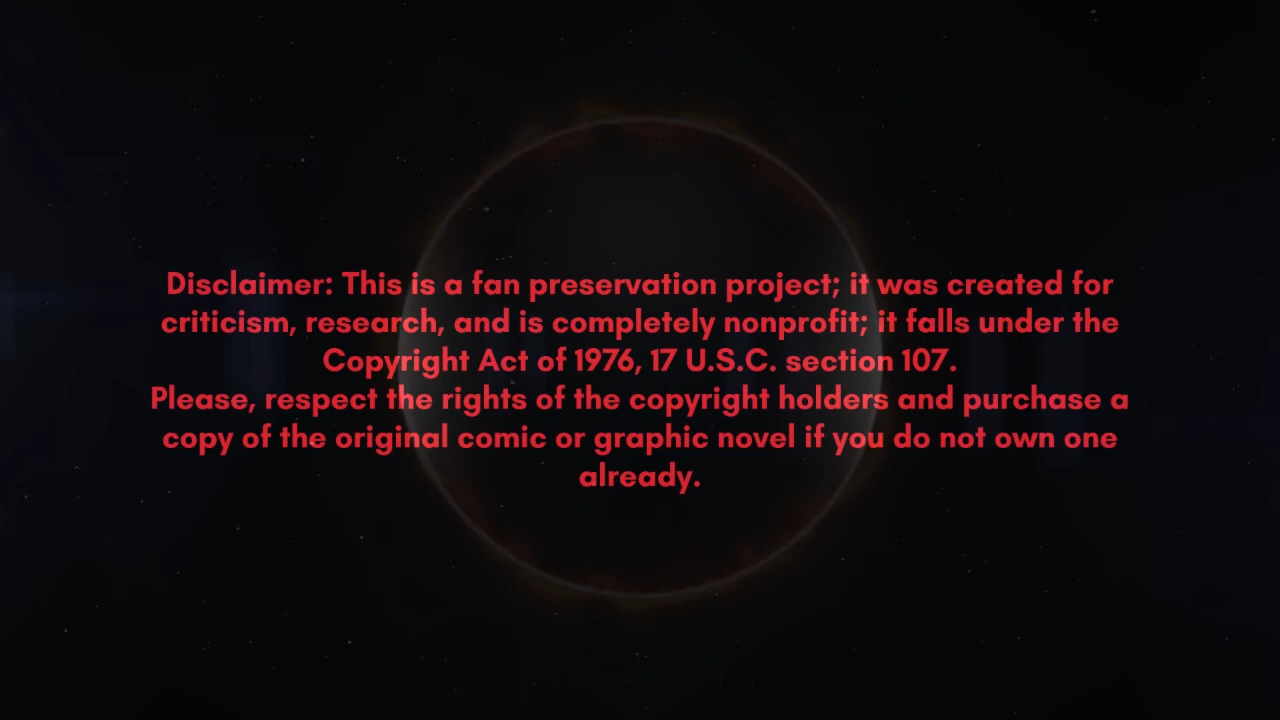 Disclaimer: This is a fan preservation project; it was created for
criticism, research, and is completely nonprofit; it falls under the
Copyright Act of 1976, 17 U.S.C. section 107.
Please, respect the rights of the copyright holders and purchase a
copy of the original comic or graphic novel if you do not own one
already.